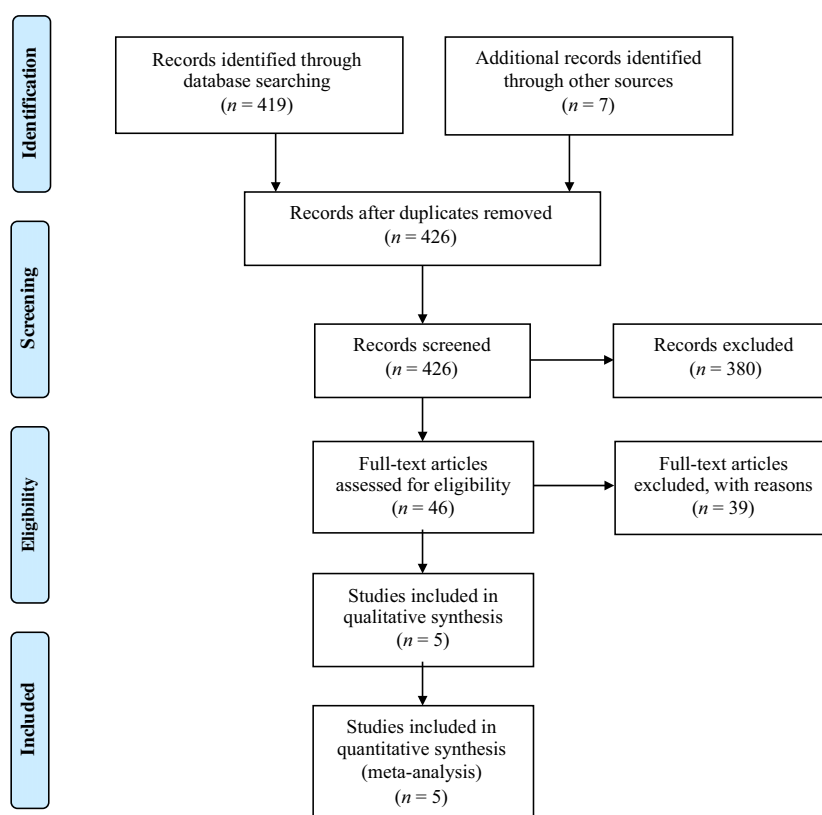 Identification
Records identified through
database searching
(n = 419)
Additional records identified
through other sources
(n = 7)
Records after duplicates removed
(n = 426)
Screening
Records screened
(n = 426)
Records excluded
(n = 380)
Eligibility
Full-text articles
assessed for eligibility
(n = 46)
Full-text articles
excluded, with reasons
(n = 39)
Studies included in
qualitative synthesis
(n = 5)
Included
Studies included in
quantitative synthesis
(meta-analysis)
(n = 5)